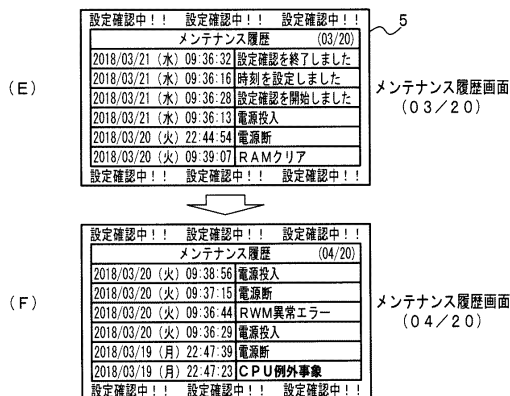 設定確認中!! 設定確認中!! 設定確認中!!
5
メンテナンス履歴 (03/20)
2018/03/21 (水) 09:36:32 設定確認を終了しました
2018/03/21 (水) 09:36:16 時刻を設定しました
2018/03/21 (水) 09:36:28 設定確認を開始しました
2018/03/21 (水) 09:36:13 電源投入
2018/03/20 (火) 22:44:54 電源断
2018/03/20 (火) 09:39:07 RAMクリア
設定確認中!! 設定確認中!! 設定確認中!!
(E)
メンテナンス履歴画面
(03/20)
設定確認中!! 設定確認中!! 設定確認中!!
メンテナンス履歴 (04/20)
2018/03/20 (火) 09:38:56 電源投入
2018/03/20 (火) 09:37:15 電源断
2018/03/20 (火) 09:36:44 RWM異常エラー
2018/03/20 (火) 09:36:29 電源投入
2018/03/19 (月) 22:47:39 電源断
2018/03/19 (月) 22:47:23 CPU例外事象
設定確認中!! 設定確認中!! 設定確認中!!
(F)
メンテナンス履歴画面
(04/20)